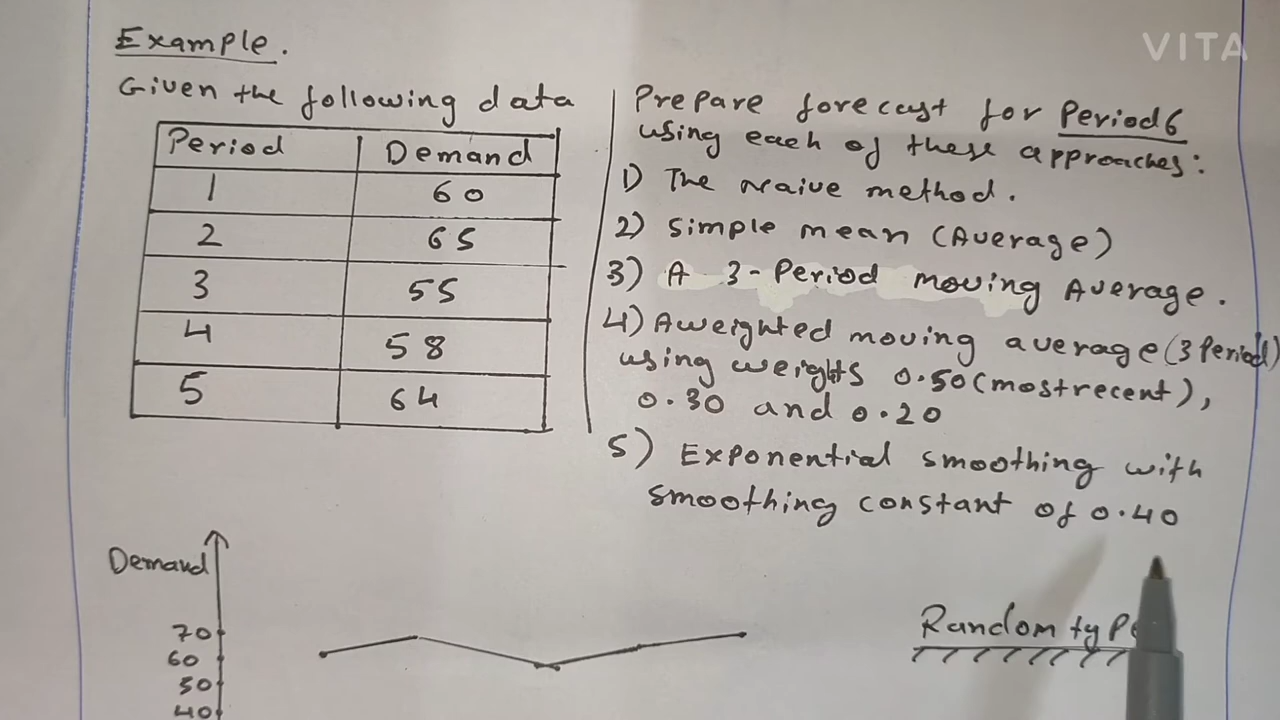 Example.
Given the following data
Period Demand
1 60
2 65
3 55
4 58
5 64
Prepare forecast for Period 6
using each of these approaches:
1) The naive method.
2) Simple mean (Average)
3) A 3-Period moving Average.
4) A weighted moving average (3 Period)
using weights 0.50 (most recent),
0.30 and 0.20
5) Exponential smoothing with
smoothing constant of 0.40
Demand
70
60
50
40
Random
VITA